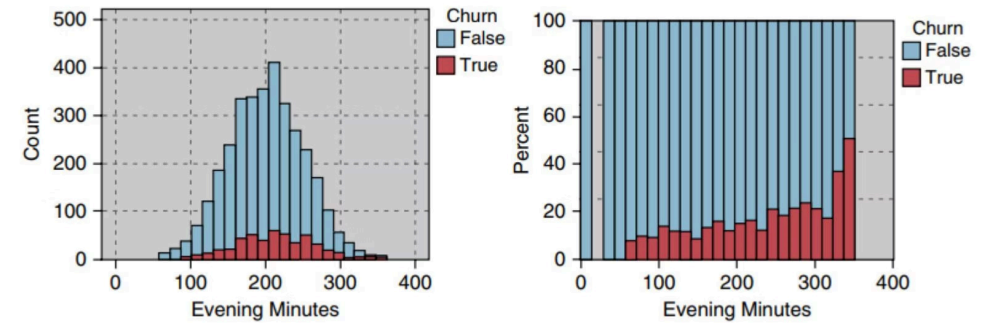 Churn
False
True
500
400
300
200
100
0
Count
0 100 200 300 400
Evening Minutes
Churn
False
True
100
80
60
40
20
0
Percent
0 100 200 300 400
Evening Minutes